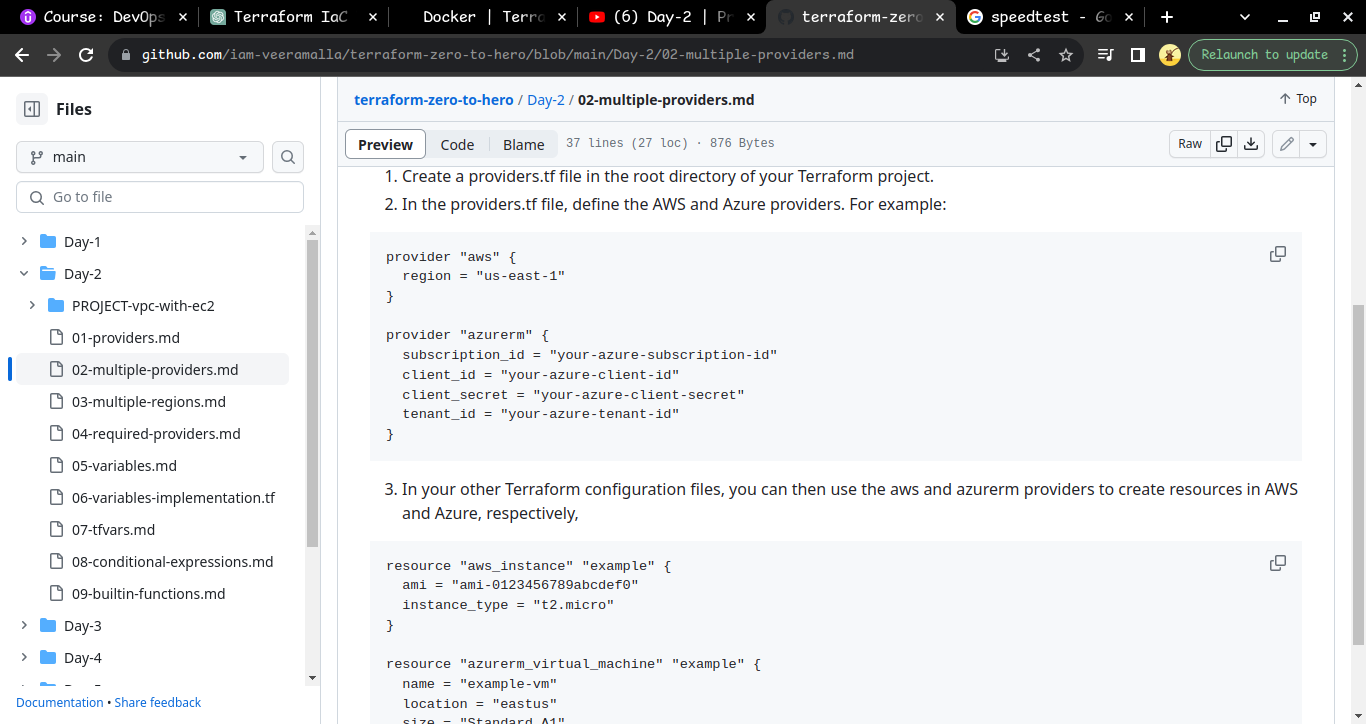 Course: DevOps
Terraform IaC
Docker | Terra
(6) Day-2 | P
terraform-zero
speedtest - Go
github.com/iam-veeramalla/terraform-zero-to-hero/blob/main/Day-2/02-multiple-providers.md
Relaunch to update
Files
main
Go to file
Day-1
Day-2
PROJECT-vpc-with-ec2
01-providers.md
02-multiple-providers.md
03-multiple-regions.md
04-required-providers.md
05-variables.md
06-variables-implementation.tf
07-tfvars.md
08-conditional-expressions.md
09-builtin-functions.md
Day-3
Day-4
Documentation • Share feedback
terraform-zero-to-hero / Day-2 / 02-multiple-providers.md
Top
Preview Code Blame 37 lines (27 loc) · 876 Bytes
Raw
1. Create a providers.tf file in the root directory of your Terraform project.
2. In the providers.tf file, define the AWS and Azure providers. For example:
provider "aws" {
  region = "us-east-1"
}
provider "azurerm" {
  subscription_id = "your-azure-subscription-id"
  client_id = "your-azure-client-id"
  client_secret = "your-azure-client-secret"
  tenant_id = "your-azure-tenant-id"
}
3. In your other Terraform configuration files, you can then use the aws and azurerm providers to create resources in AWS
and Azure, respectively,
resource "aws_instance" "example" {
  ami = "ami-0123456789abcdef0"
  instance_type = "t2.micro"
}
resource "azurerm_virtual_machine" "example" {
  name = "example-vm"
  location = "eastus"
  size = "Standard_A1"